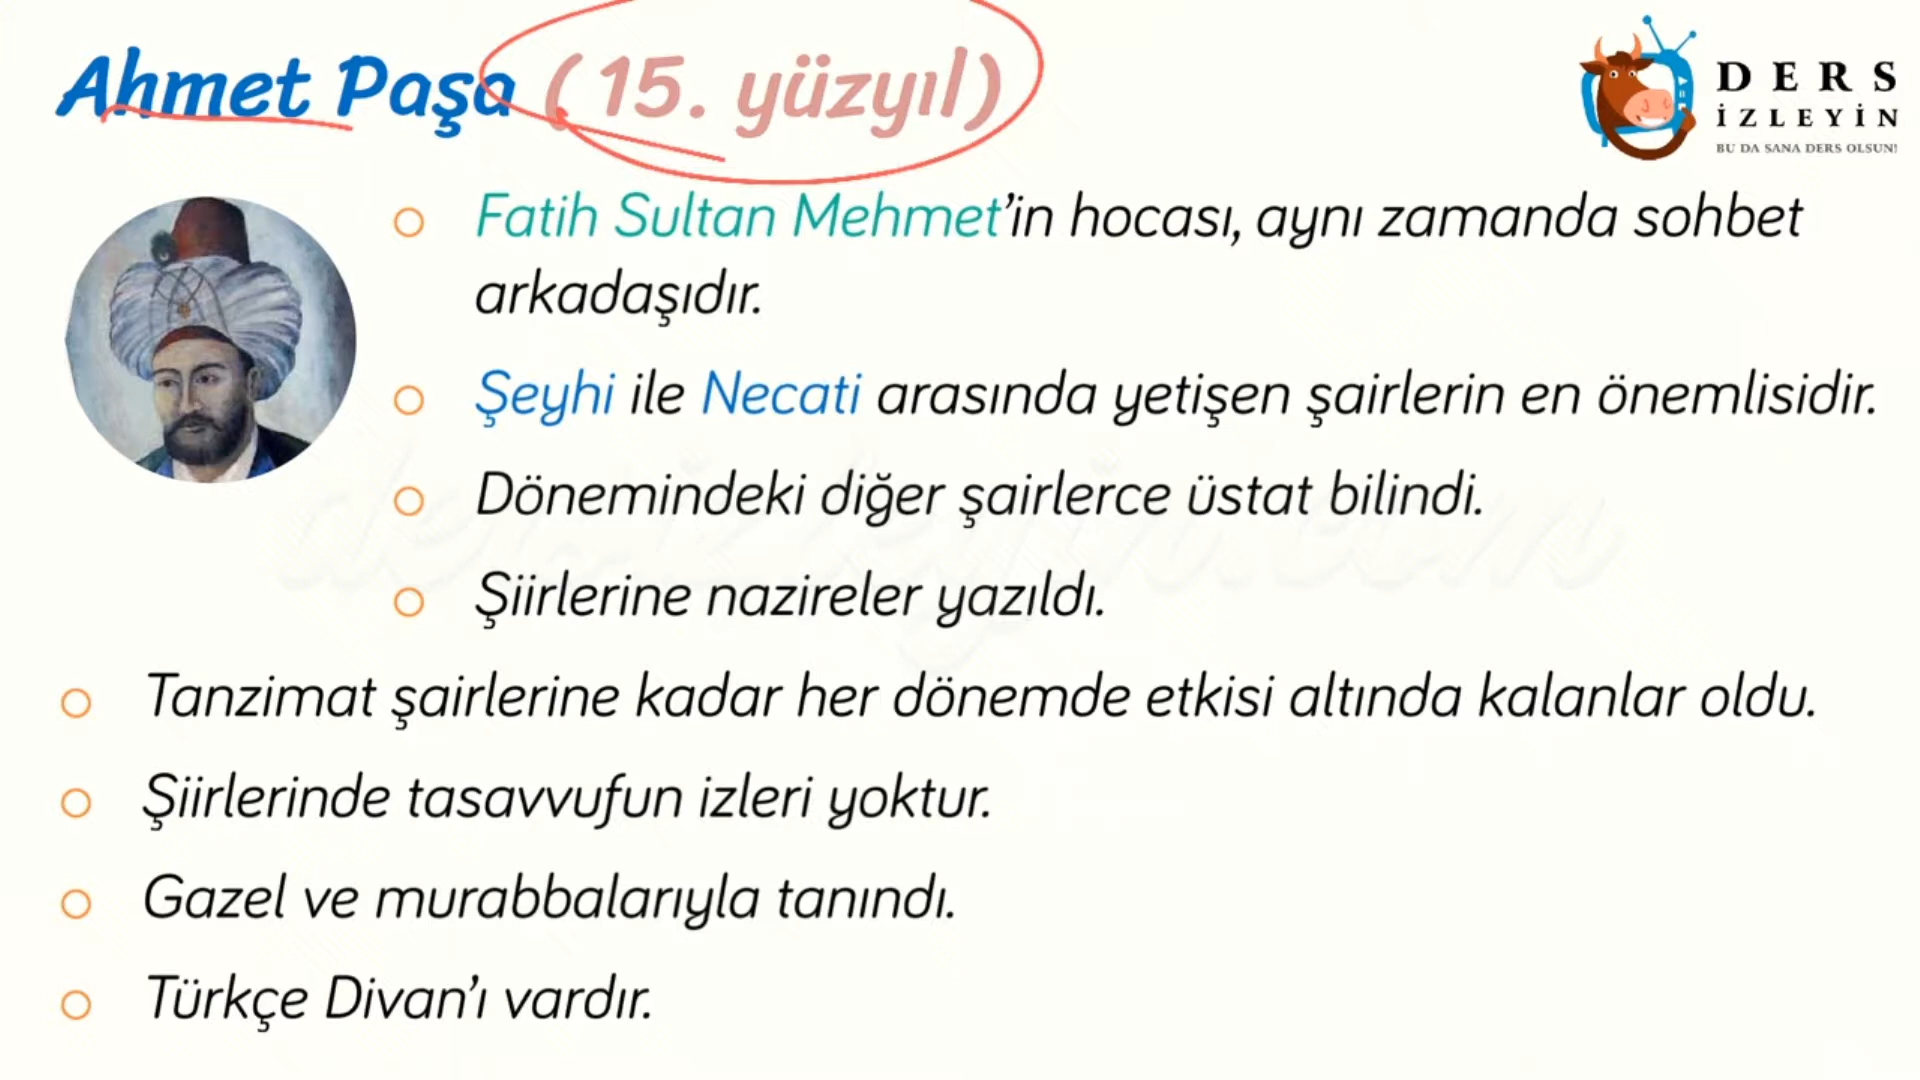 Ahmet Paşa (15. yüzyıl)
DERS
İZLEYİN
BU DA SANA DERS OLSUN!
Fatih Sultan Mehmet'in hocası, aynı zamanda sohbet
arkadaşıdır.
Şeyhi ile Necati arasında yetişen şairlerin en önemlisidir.
Dönemindeki diğer şairlerce üstat bilindi.
Şiirlerine nazireler yazıldı.
Tanzimat şairlerine kadar her dönemde etkisi altında kalanlar oldu.
Şiirlerinde tasavvufun izleri yoktur.
Gazel ve murabbalarıyla tanındı.
Türkçe Divan'ı vardır.